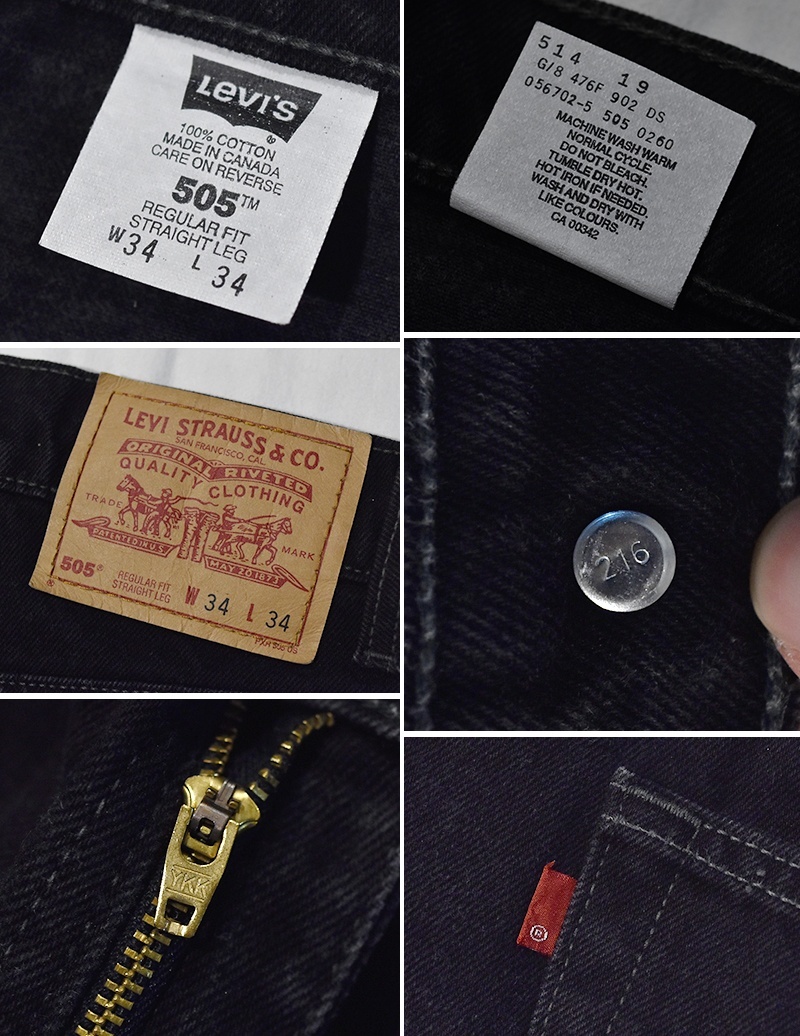 Levi's
®
100% COTTON
MADE IN CANADA
CARE ON REVERSE
505™
REGULAR FIT
STRAIGHT LEG
W34 L 34
514 19
G/8 476F 902 DS
056702-5 505 0260
MACHINE WASH WARM
NORMAL CYCLE.
DO NOT BLEACH.
TUMBLE DRY HOT.
HOT IRON IF NEEDED.
WASH AND DRY WITH
LIKE COLOURS.
CA 00342
LEVI STRAUSS & CO.
SAN FRANCISCO, CAL.
ORIGINAL RIVETED
QUALITY CLOTHING
TRADE MARK
PATENTED IN U.S. MAY 20 1873
505® REGULAR FIT
STRAIGHT LEG
W 34 L 34
®
216
YKK
®